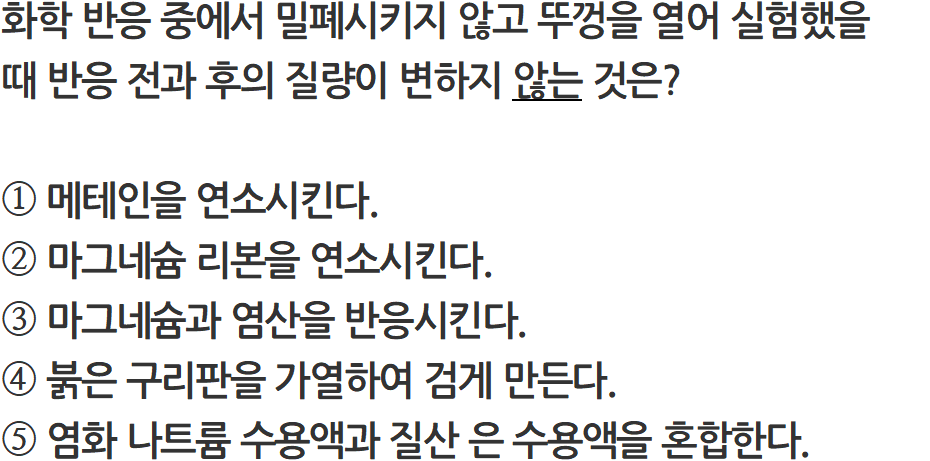 화학 반응 중에서 밀폐시키지 않고 뚜껑을 열어 실험했을
때 반응 전과 후의 질량이 변하지 않는 것은?
① 메테인을 연소시킨다.
② 마그네슘 리본을 연소시킨다.
③ 마그네슘과 염산을 반응시킨다.
④ 붉은 구리판을 가열하여 검게 만든다.
⑤ 염화 나트륨 수용액과 질산 은 수용액을 혼합한다.